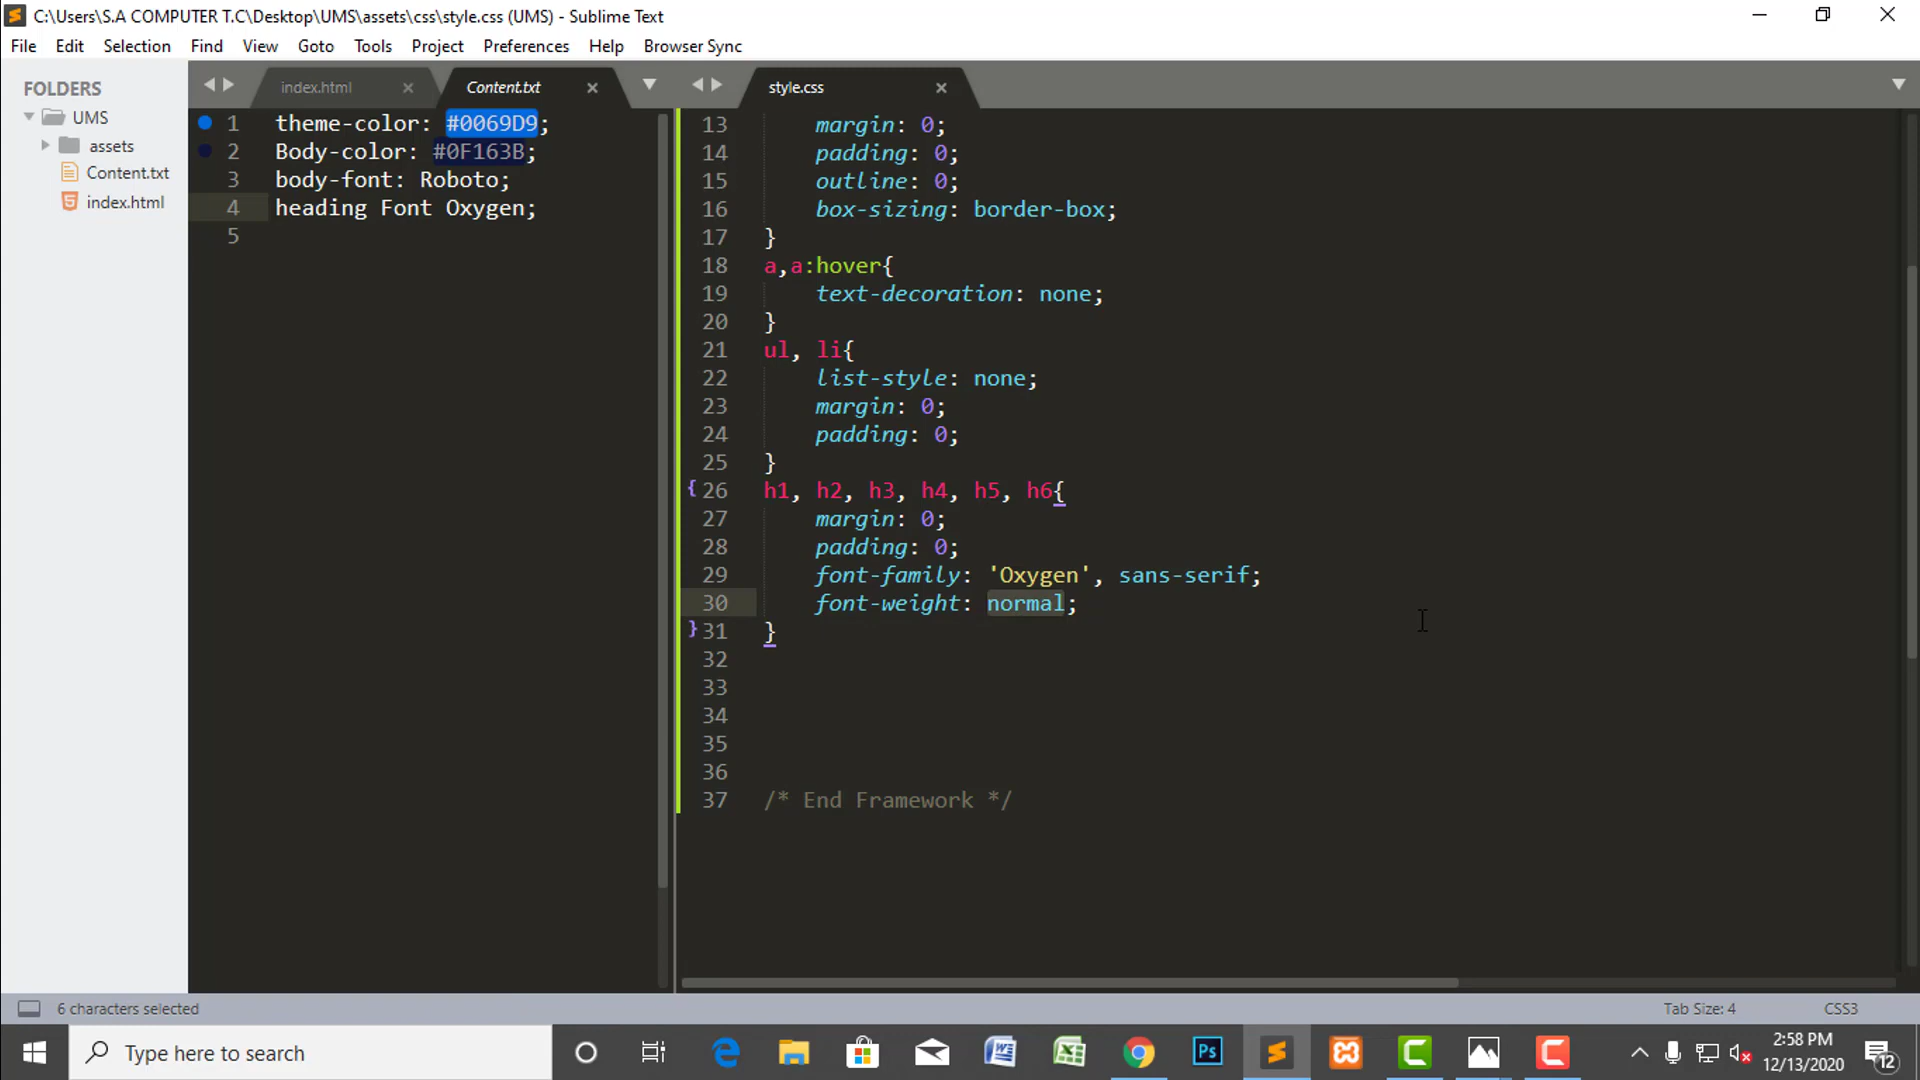 C:\Users\S.A COMPUTER T.C\Desktop\UMS\assets\css\style.css (UMS) - Sublime Text
File Edit Selection Find View Goto Tools Project Preferences Help Browser Sync
FOLDERS
UMS
assets
Content.txt
index.html
index.html × Content.txt ×
1 theme-color: #0069D9;
2 Body-color: #0F163B;
3 body-font: Roboto;
4 heading Font Oxygen;
5
style.css ×
13 margin: 0;
14 padding: 0;
15 outline: 0;
16 box-sizing: border-box;
17 }
18 a,a:hover{
19 text-decoration: none;
20 }
21 ul, li{
22 list-style: none;
23 margin: 0;
24 padding: 0;
25 }
{ 26 h1, h2, h3, h4, h5, h6{
27 margin: 0;
28 padding: 0;
29 font-family: 'Oxygen', sans-serif;
30 font-weight: normal;
} 31 }
32
33
34
35
36
37 /* End Framework */
6 characters selected
Tab Size: 4 CSS3
Type here to search
Ps
2:58 PM
12/13/2020
12